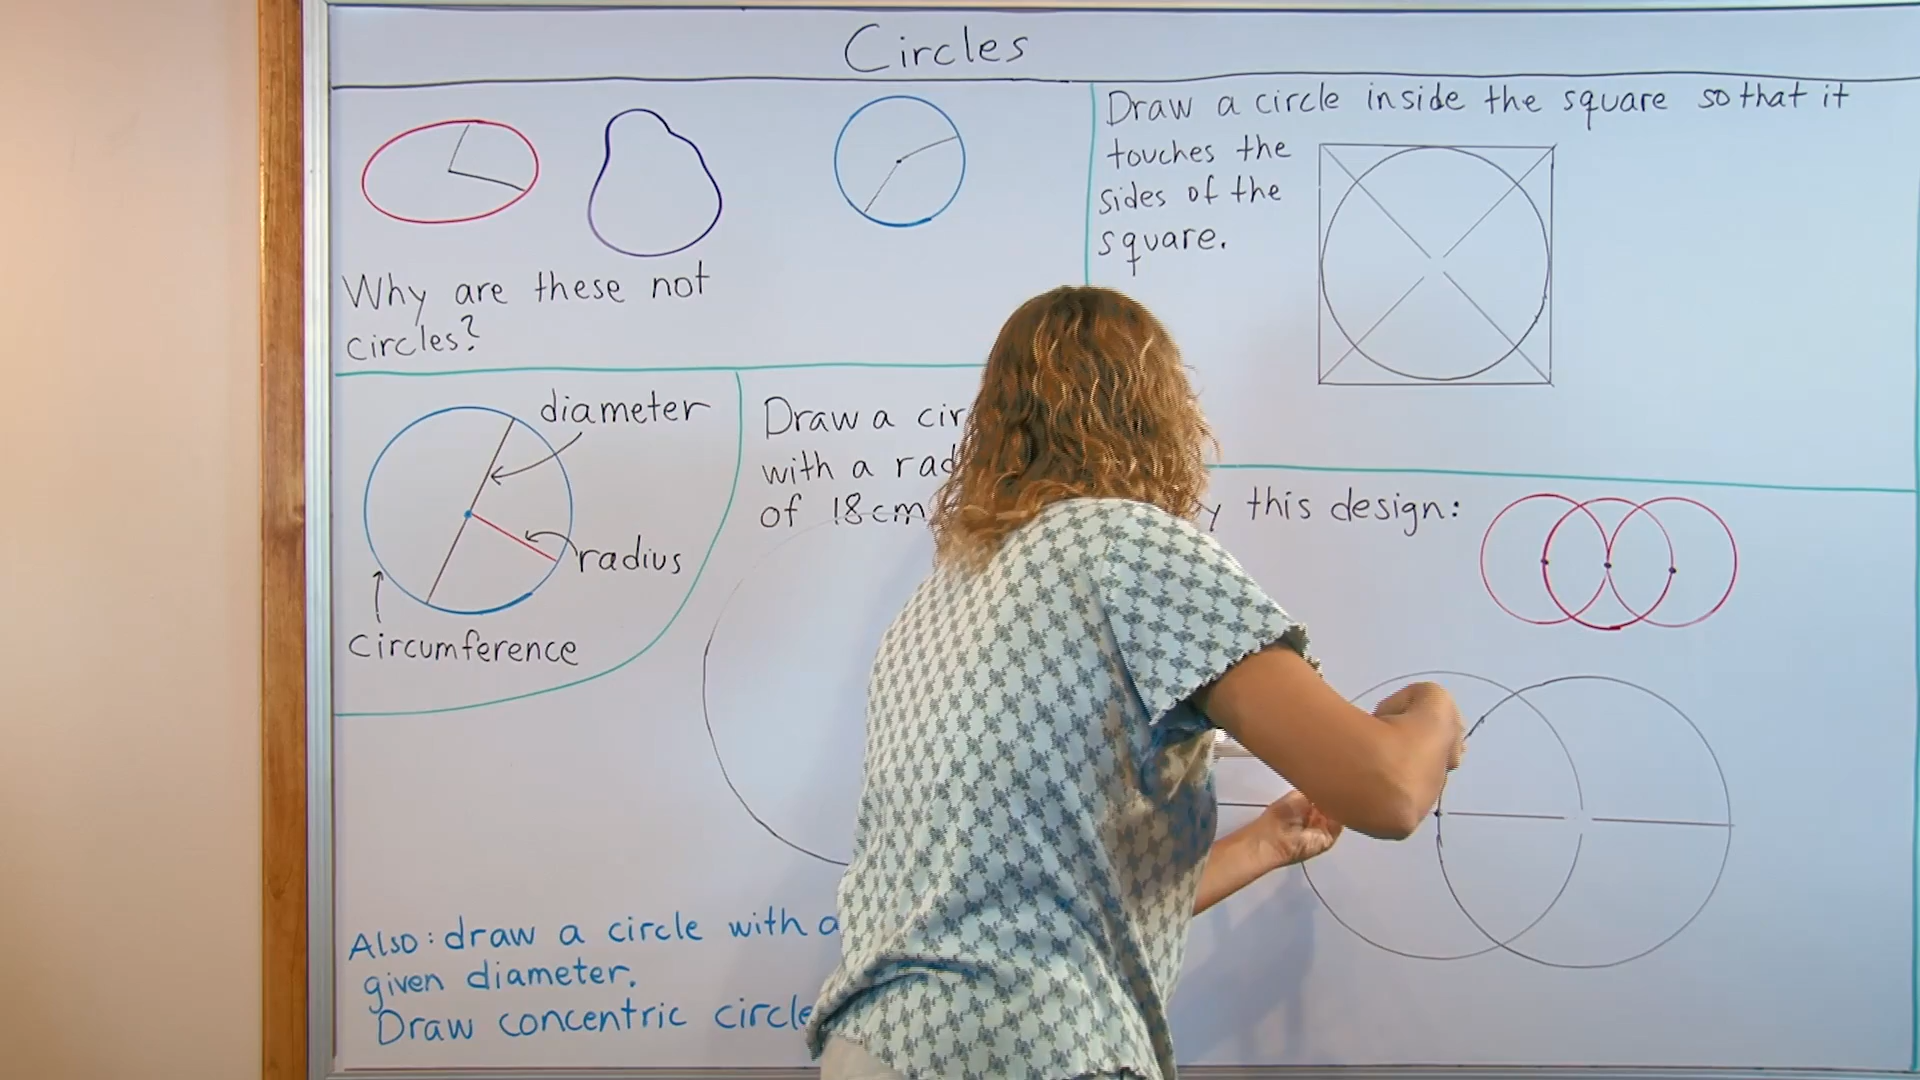 Circles
Why are these not
circles?
Draw a circle inside the square so that it
touches the
sides of the
square.
diameter
radius
circumference
Draw a cir
with a rad
of 18cm
y this design:
Also: draw a circle with a
given diameter.
Draw concentric circle